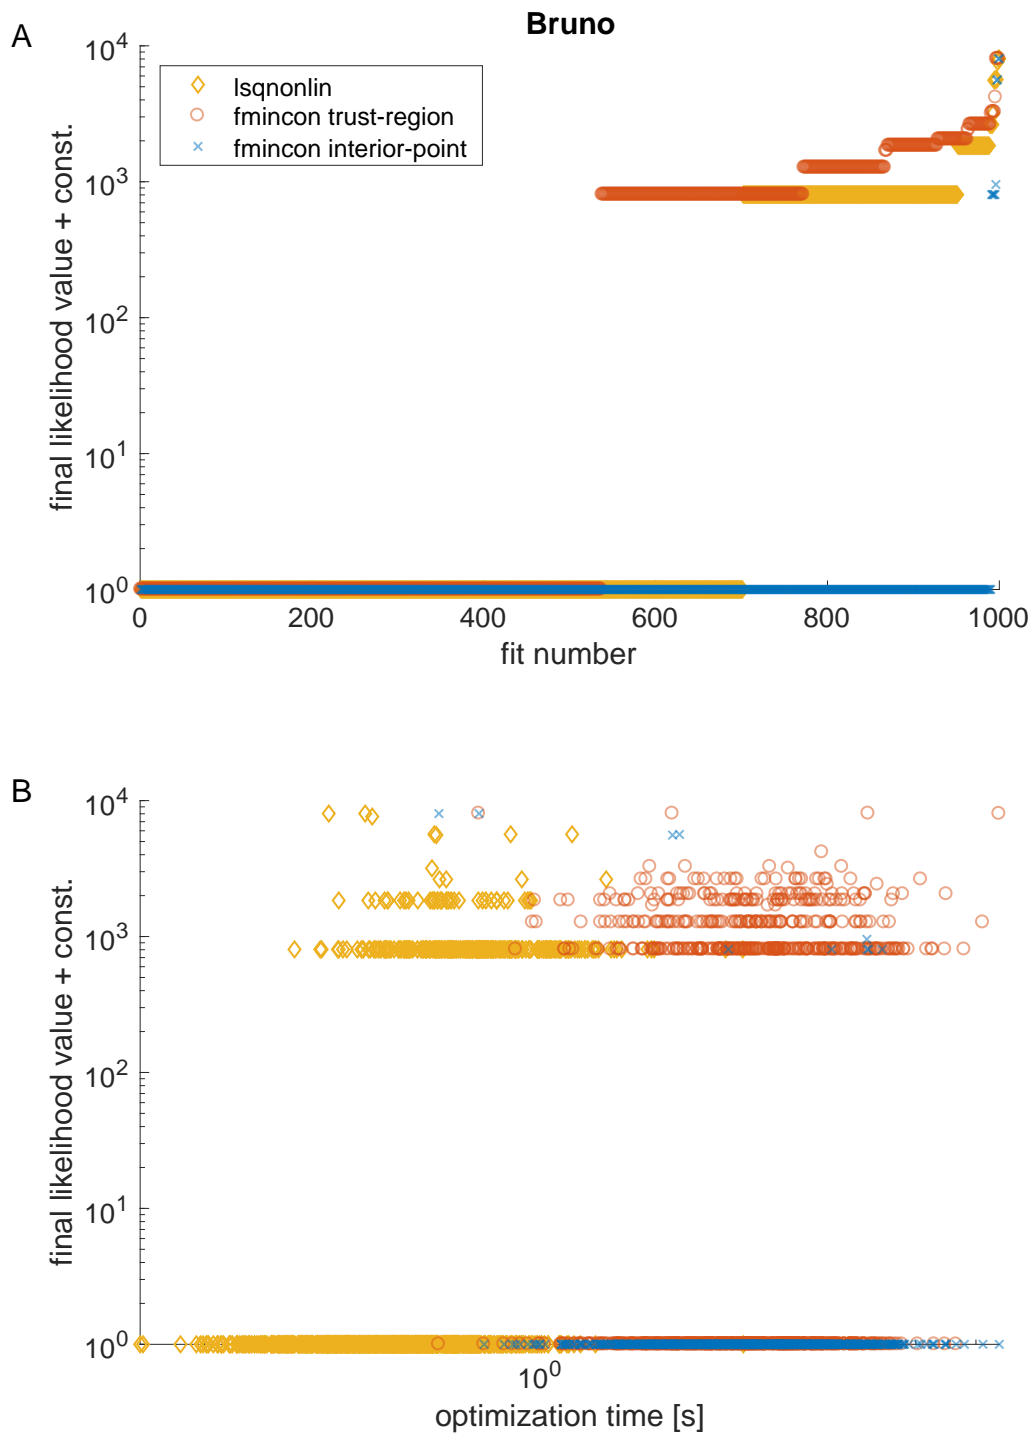 A
Bruno
10^4
10^3
10^2
10^1
10^0
final likelihood value + const.
lsqnonlin
fmincon trust-region
fmincon interior-point
0 200 400 600 800 1000
fit number
B
10^4
10^3
10^2
10^1
10^0
final likelihood value + const.
10^0
optimization time [s]